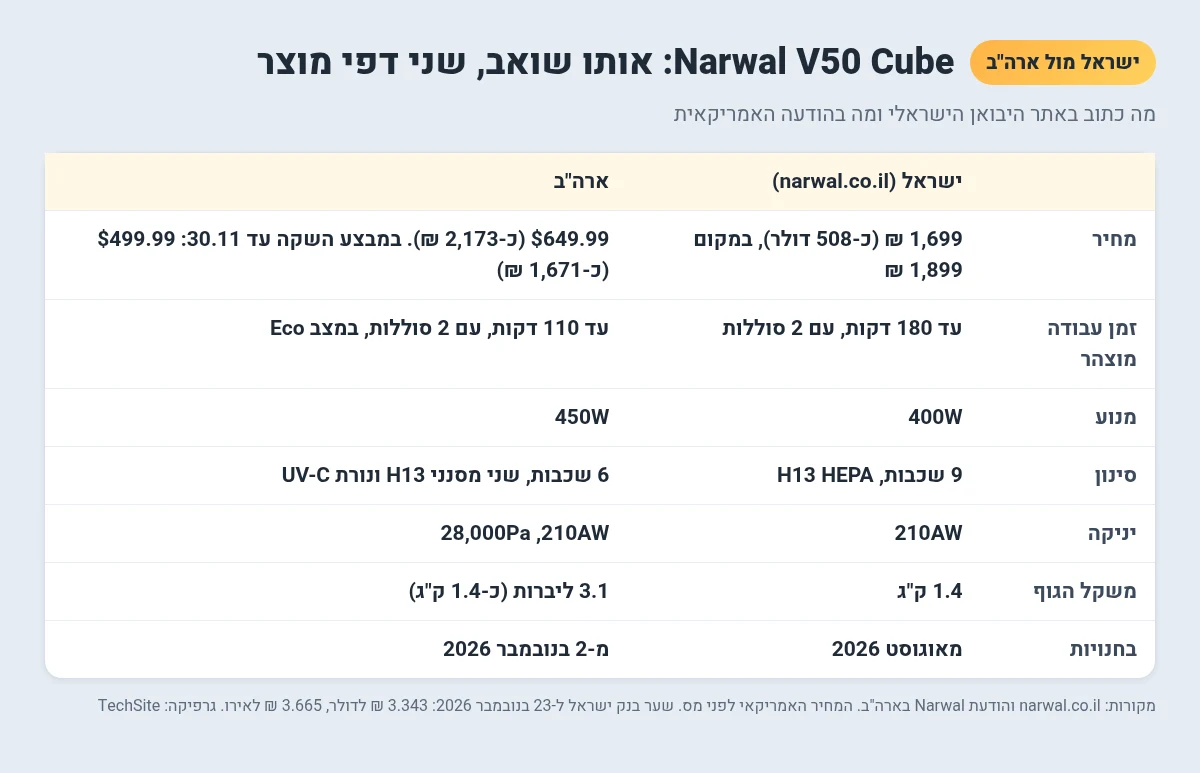 ישראל מול ארה"ב
Narwal V50 Cube: אותו שואב, שני דפי מוצר
מה כתוב באתר היבואן הישראלי ומה בהודעה האמריקאית
ישראל (narwal.co.il)
ארה"ב
מחיר
1,699 ₪ (כ-508 דולר), במקום
1,899 ₪
$649.99 (כ-2,173 ₪). במבצע השקה עד 30.11: $499.99
(כ-1,671 ₪)
זמן עבודה
מוצהר
עד 180 דקות, עם 2 סוללות
עד 110 דקות, עם 2 סוללות, במצב Eco
מנוע
400W
450W
סינון
9 שכבות, H13 HEPA
6 שכבות, שני מסנני H13 ונורת UV-C
יניקה
210AW
210AW, 28,000Pa
משקל הגוף
1.4 ק"ג
3.1 ליברות (כ-1.4 ק"ג)
בחנויות
מאוגוסט 2026
מ-2 בנובמבר 2026
מקורות: narwal.co.il והודעת Narwal בארה"ב. המחיר האמריקאי לפני מס. שער בנק ישראל ל-23 בנובמבר 2026: 3.343 ₪ לדולר, 3.665 ₪ לאירו. גרפיקה: TechSite